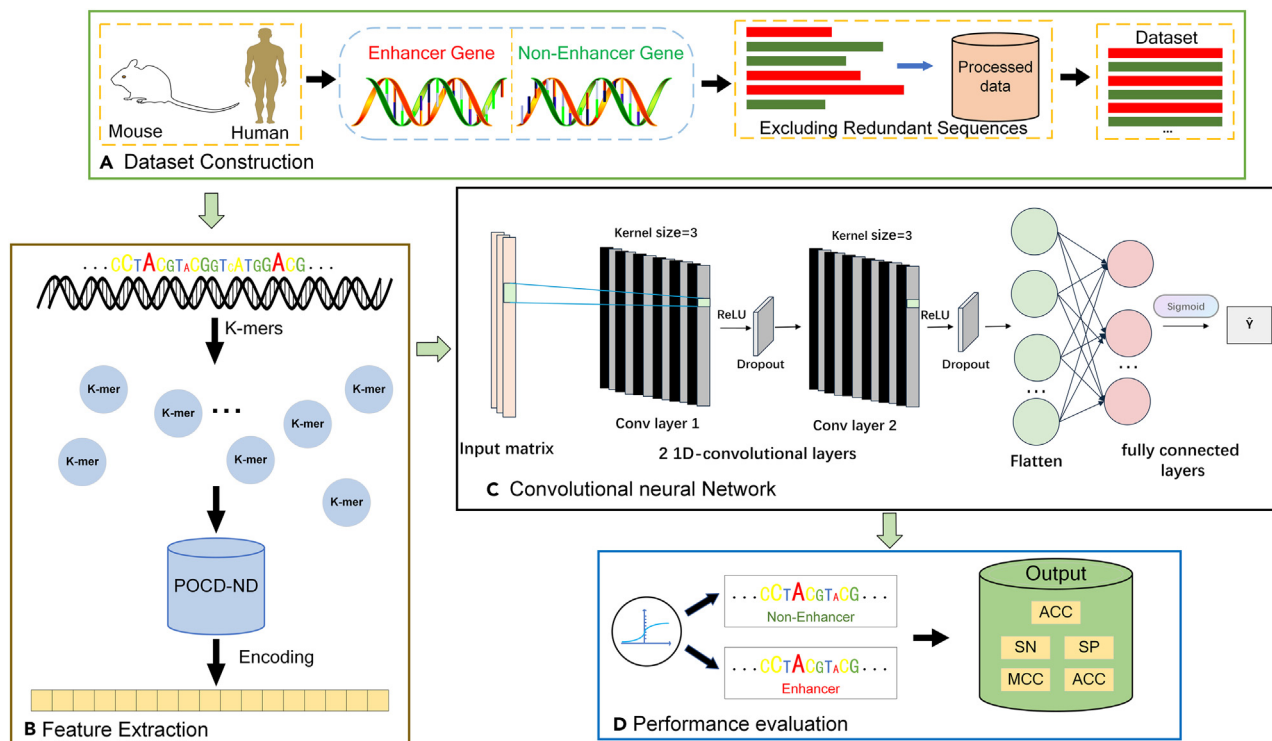 Enhancer Gene
Non-Enhancer Gene
Mouse
Human
Processed
data
Excluding Redundant Sequences
Dataset
...
A Dataset Construction
...CCTACGTACGGTCATGGACG...
K-mers
K-mer
K-mer
K-mer
...
K-mer
K-mer
K-mer
K-mer
POCD-ND
Encoding
B Feature Extraction
Kernel size=3
Kernel size=3
ReLU
Dropout
ReLU
Dropout
Sigmoid
Ŷ
...
...
Input matrix
Conv layer 1
Conv layer 2
2 1D-convolutional layers
Flatten
fully connected
layers
C Convolutional neural Network
...CCTACGTACG...
Non-Enhancer
...CCTACGTACG...
Enhancer
Output
ACC
SN
SP
MCC
ACC
D Performance evaluation